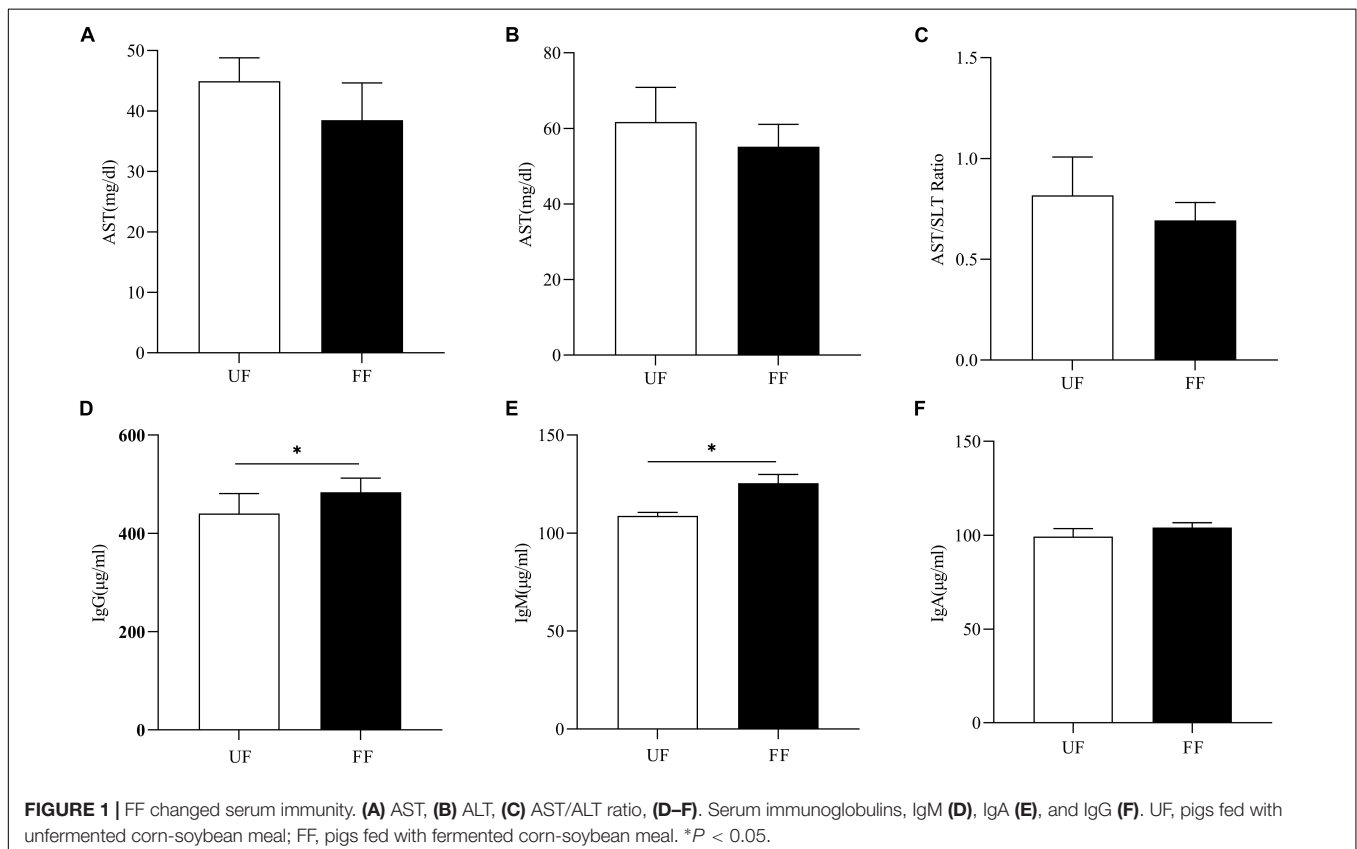 A
B
C
50
40
30
20
10
0
AST(mg/dl)
UF
FF
80
60
40
20
0
AST(mg/dl)
UF
FF
1.5
1.0
0.5
0.0
AST/SLT Ratio
UF
FF
D
E
F
600
400
200
0
IgG(μg/ml)
*
UF
FF
150
100
50
0
IgM(μg/ml)
*
UF
FF
150
100
50
0
IgA(μg/ml)
UF
FF
FIGURE 1 | FF changed serum immunity. (A) AST, (B) ALT, (C) AST/ALT ratio, (D–F). Serum immunoglobulins, IgM (D), IgA (E), and IgG (F). UF, pigs fed with
unfermented corn-soybean meal; FF, pigs fed with fermented corn-soybean meal. *P < 0.05.